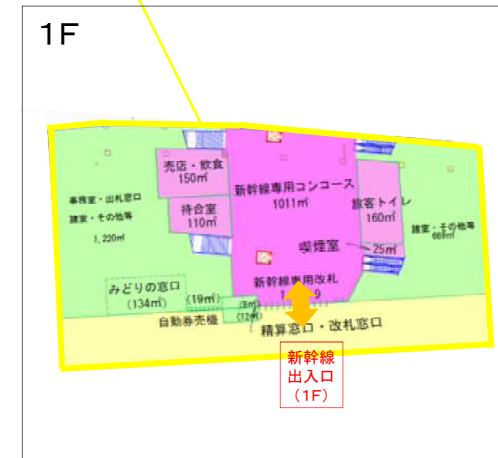 1F
売店・飲食
150㎡
新幹線専用コンコース
1011㎡
待合室
110㎡
事務室・出札窓口
諸室・その他等
1,220㎡
旅客トイレ
160㎡
喫煙室
25㎡
諸室・その他等
669㎡
みどりの窓口
(134㎡)
(19㎡)
新幹線専用改札
(8㎡)
(12㎡)
自動券売機
精算窓口・改札窓口
新幹線
出入口
(1F)